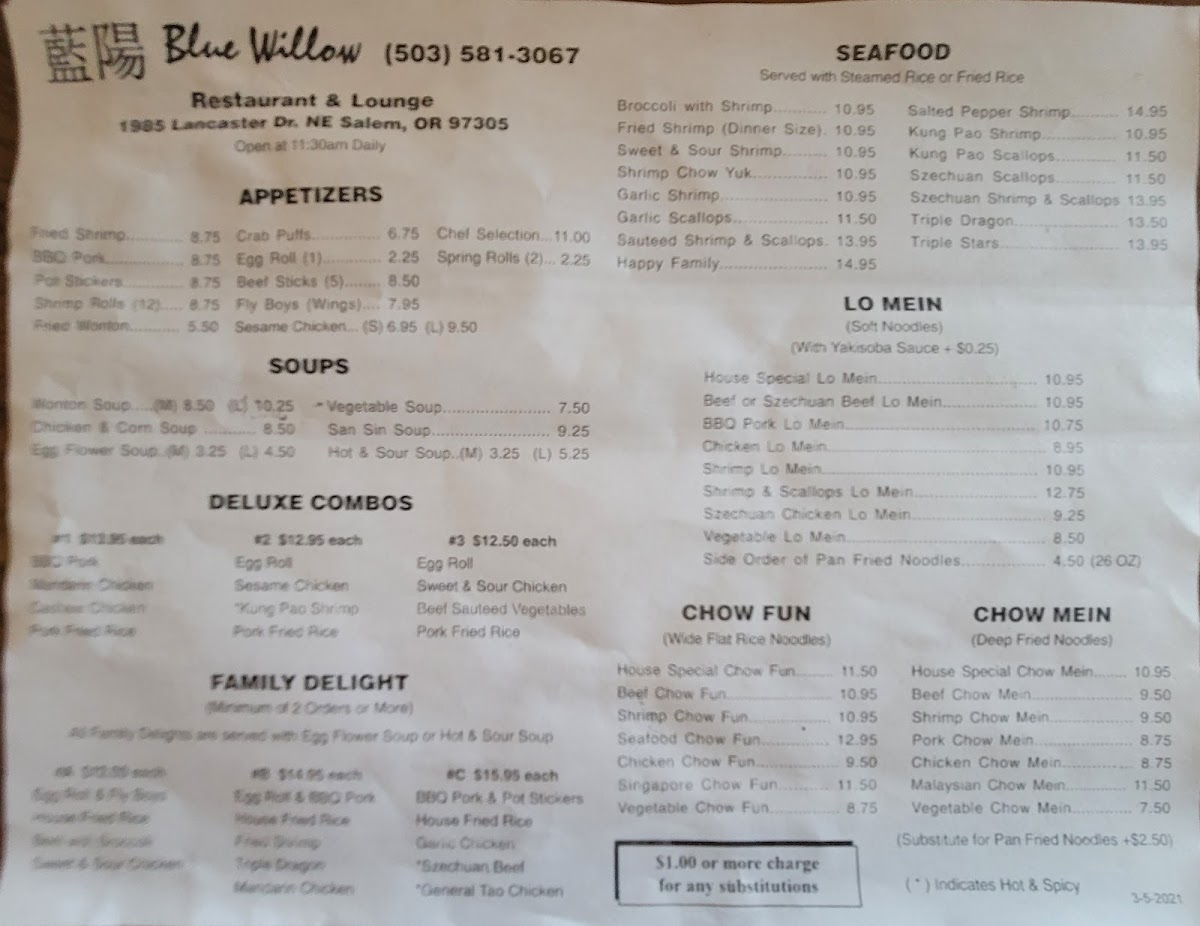 藍陽 Blue Willow (503) 581-3067
Restaurant & Lounge
1985 Lancaster Dr. NE Salem, OR 97305
Open at 11:30am Daily
APPETIZERS
Fried Shrimp............ 8.75
BBQ Pork................ 8.75
Pot Stickers............. 8.75
Shrimp Rolls (12)..... 8.75
Fried Wonton........... 5.50
Crab Puffs.............. 6.75
Egg Roll (1)............ 2.25
Beef Sticks (5)........ 8.50
Fly Boys (Wings).... 7.95
Sesame Chicken... (S) 6.95 (L) 9.50
Chef Selection...11.00
Spring Rolls (2)... 2.25
SOUPS
Wonton Soup.....(M) 8.50 (L) 10.25
Chicken & Corn Soup ............ 8.50
Egg Flower Soup..(M) 3.25 (L) 4.50
Vegetable Soup....................... 7.50
San Sin Soup......................... 9.25
Hot & Sour Soup..(M) 3.25 (L) 5.25
DELUXE COMBOS
#1 $12.95 each
BBQ Pork
Mandarin Chicken
Cashew Chicken
Pork Fried Rice
#2 $12.95 each
Egg Roll
Sesame Chicken
*Kung Pao Shrimp
Pork Fried Rice
#3 $12.50 each
Egg Roll
Sweet & Sour Chicken
Beef Sauteed Vegetables
Pork Fried Rice
FAMILY DELIGHT
(Minimum of 2 Orders or More)
All Family Delights are served with Egg Flower Soup or Hot & Sour Soup
each
Egg Roll & Fly Boys
House Fried Rice
Beef with Broccoli
Sweet & Sour Chicken
#B $14.95 each
Egg Roll & BBQ Pork
House Fried Rice
Fried Shrimp
Triple Dragon
Mandarin Chicken
#C $15.95 each
BBQ Pork & Pot Stickers
House Fried Rice
Garlic Chicken
*Szechuan Beef
*General Tao Chicken
SEAFOOD
Served with Steamed Rice or Fried Rice
Broccoli with Shrimp........... 10.95
Fried Shrimp (Dinner Size). 10.95
Sweet & Sour Shrimp......... 10.95
Shrimp Chow Yuk............... 10.95
Garlic Shrimp...................... 10.95
Garlic Scallops................... 11.50
Sauteed Shrimp & Scallops. 13.95
Happy Family...................... 14.95
Salted Pepper Shrimp.......... 14.95
Kung Pao Shrimp................ 10.95
Kung Pao Scallops............. 11.50
Szechuan Scallops............. 11.50
Szechuan Shrimp & Scallops 13.95
Triple Dragon...................... 13.50
Triple Stars......................... 13.95
LO MEIN
(Soft Noodles)
(With Yakisoba Sauce + $0.25)
House Special Lo Mein................................. 10.95
Beef or Szechuan Beef Lo Mein................... 10.95
BBQ Pork Lo Mein....................................... 10.75
Chicken Lo Mein............................................ 8.95
Shrimp Lo Mein............................................ 10.95
Shrimp & Scallops Lo Mein......................... 12.75
Szechuan Chicken Lo Mein........................... 9.25
Vegetable Lo Mein........................................ 8.50
Side Order of Pan Fried Noodles................. 4.50 (26 OZ)
CHOW FUN
(Wide Flat Rice Noodles)
House Special Chow Fun........ 11.50
Beef Chow Fun...................... 10.95
Shrimp Chow Fun................. 10.95
Seafood Chow Fun.............. 12.95
Chicken Chow Fun............... 9.50
Singapore Chow Fun........... 11.50
Vegetable Chow Fun............. 8.75
$1.00 or more charge
for any substitutions
CHOW MEIN
(Deep Fried Noodles)
House Special Chow Mein....... 10.95
Beef Chow Mein..................... 9.50
Shrimp Chow Mein................. 9.50
Pork Chow Mein.................... 8.75
Chicken Chow Mein............... 8.75
Malaysian Chow Mein........... 11.50
Vegetable Chow Mein............ 7.50
(Substitute for Pan Fried Noodles +$2.50)
( * ) Indicates Hot & Spicy
3-5-2021